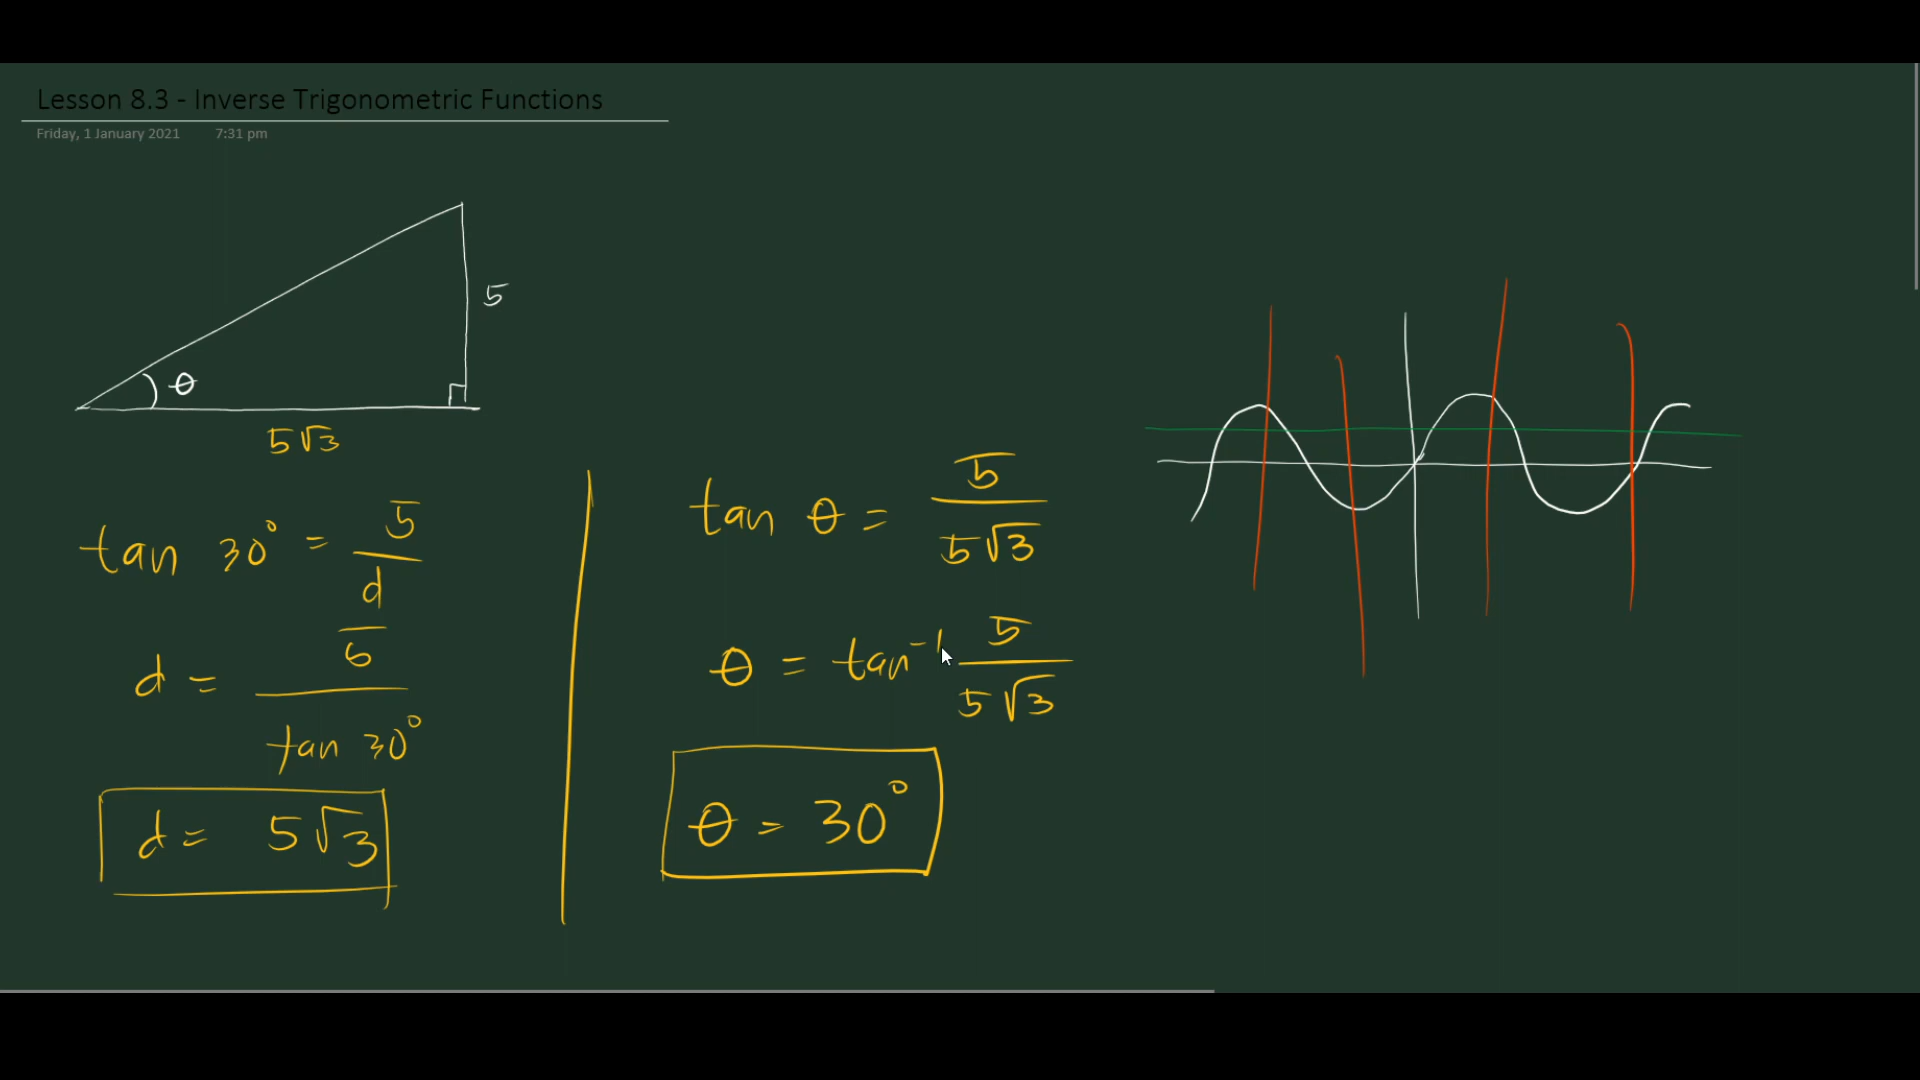 Lesson 8.3 - Inverse Trigonometric Functions
Friday, 1 January 2021 7:31 pm
5
θ
5√3
tan 30° = 5/d
d = 5/tan 30°
d = 5√3
tan θ = 5/5√3
θ = tan⁻¹ 5/5√3
θ = 30°